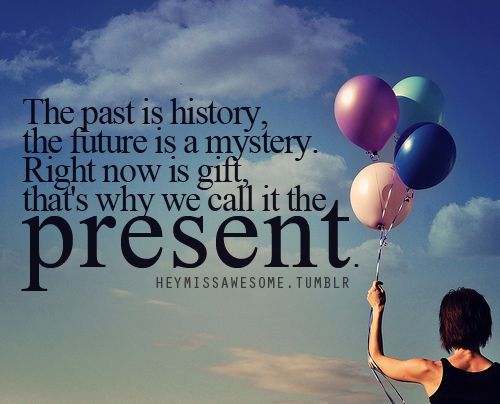 The past is history,
the future is a mystery.
Right now is gift,
that's why we call it the
present.
HEYMISSAWESOME.TUMBLR